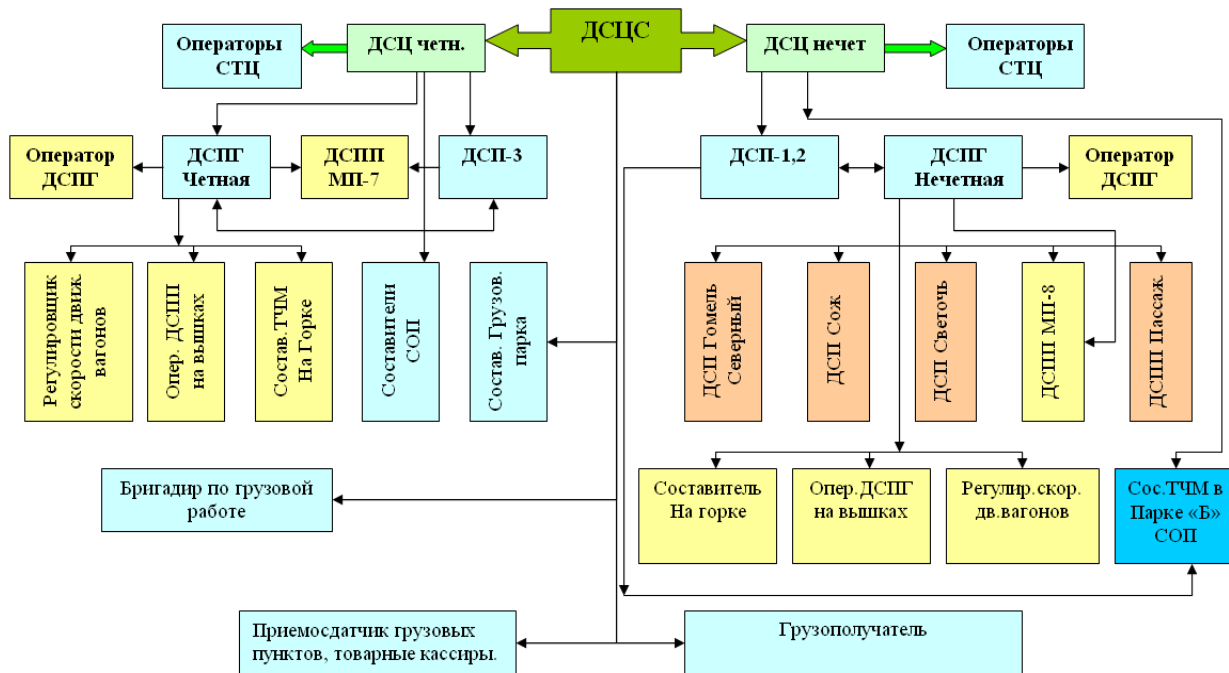 ДСЦС
Операторы
СТЦ
ДСЦ четн.
ДСЦ нечет
Операторы
СТЦ
Оператор
ДСПГ
ДСПГ
Четная
ДСПП
МП-7
ДСП-3
ДСП-1,2
ДСПГ
Нечетная
Оператор
ДСПГ
Регулировщик
скорости движ.
вагонов
Опер. ДСПП
на вышках
Состав.ТЧМ
На Горке
Составители
СОП
Состав. Грузов.
парка
ДСП Гомель
Северный
ДСП Сож
ДСП Светочь
ДСПП МП-8
ДСПП Пассаж.
Бригадир по грузовой
работе
Составитель
На горке
Опер.ДСПГ
на вышках
Регулир.скор.
дв.вагонов
Сос.ТЧМ в
Парке «Б»
СОП
Приемосдатчик грузовых
пунктов, товарные кассиры.
Грузополучатель